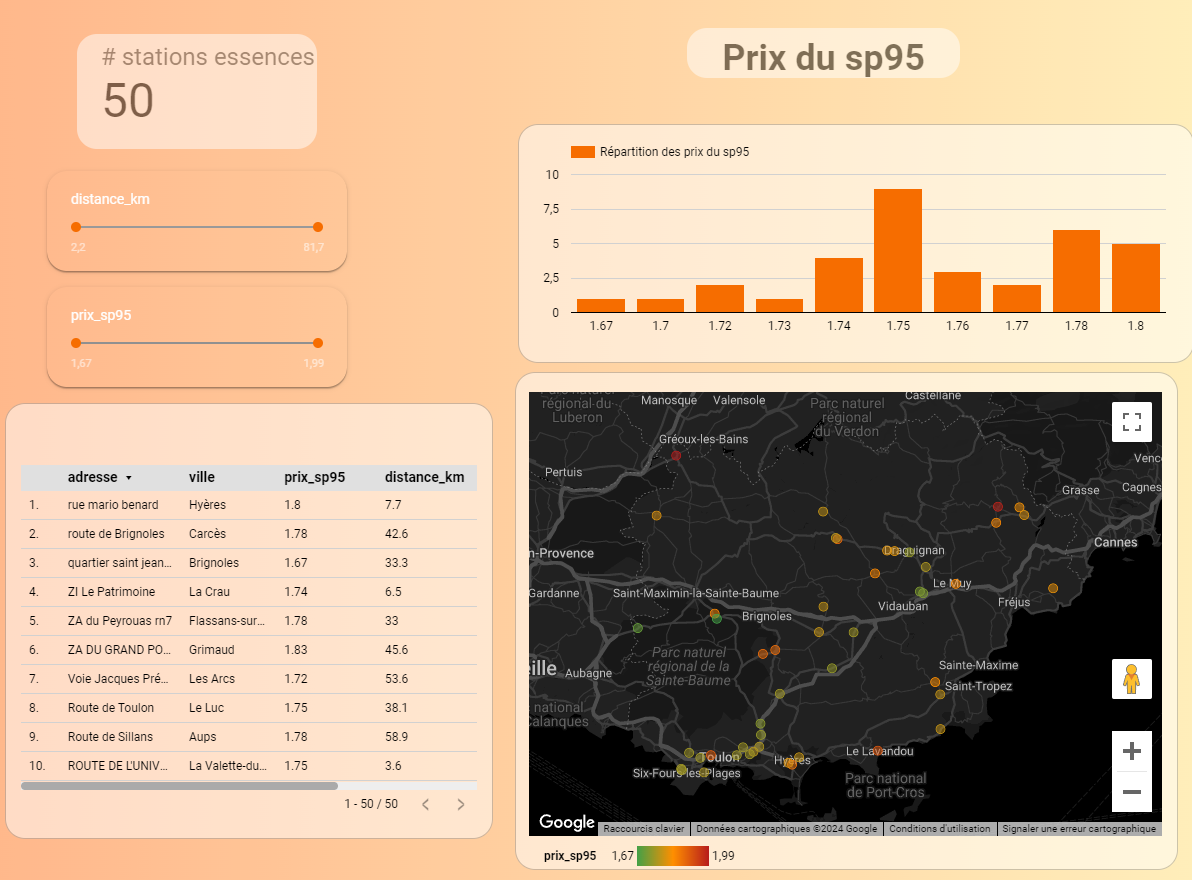 # stations essences
50
Prix du sp95
distance_km
2,2 81,7
prix_sp95
1,67 1,99
Répartition des prix du sp95
10
7,5
5
2,5
0
1.67 1.7 1.72 1.73 1.74 1.75 1.76 1.77 1.78 1.8
adresse ville prix_sp95 distance_km
1. rue mario benard Hyères 1.8 7.7
2. route de Brignoles Carcès 1.78 42.6
3. quartier saint jean... Brignoles 1.67 33.3
4. ZI Le Patrimoine La Crau 1.74 6.5
5. ZA du Peyrouas rn7 Flassans-sur... 1.78 33
6. ZA DU GRAND PO... Grimaud 1.83 45.6
7. Voie Jacques Pré... Les Arcs 1.72 53.6
8. Route de Toulon Le Luc 1.75 38.1
9. Route de Sillans Aups 1.78 58.9
10. ROUTE DE L'UNIV... La Valette-du... 1.75 3.6
1 - 50 / 50
Parc naturel
régional du
Luberon
Manosque
Valensole
Parc naturel
régional
du Verdon
Castellane
Gréoux-les-Bains
Pertuis
Venc
Grasse
Cagnes
n-Provence
Draguignan
Cannes
Gardanne
Saint-Maximin-la-Sainte-Baume
Le Muy
Vidauban
Fréjus
Brignoles
Parc naturel
régional de la
Sainte-Baume
eille
Aubagne
Sainte-Maxime
Saint-Tropez
national
Calanques
Toulon
Hyères
Le Lavandou
Six-Fours-les-Plages
Parc national
de Port-Cros
Google
Raccourcis clavier
Données cartographiques ©2024 Google
Conditions d'utilisation
Signaler une erreur cartographique
prix_sp95 1,67 1,99